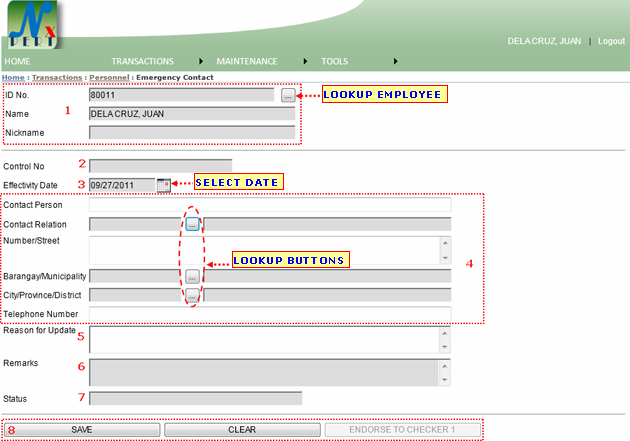 Nx
PERT
DELA CRUZ, JUAN | Logout
HOME TRANSACTIONS MAINTENANCE TOOLS
Home : Transactions : Personnel : Emergency Contact
ID No. 80011 ... LOOKUP EMPLOYEE
1 Name DELA CRUZ, JUAN
Nickname
Control No 2
Effectivity Date 3 09/27/2011 SELECT DATE
Contact Person
Contact Relation ...
Number/Street
LOOKUP BUTTONS 4
Barangay/Municipality ...
City/Province/District ...
Telephone Number
Reason for Update 5
Remarks 6
Status 7
8 SAVE CLEAR ENDORSE TO CHECKER 1